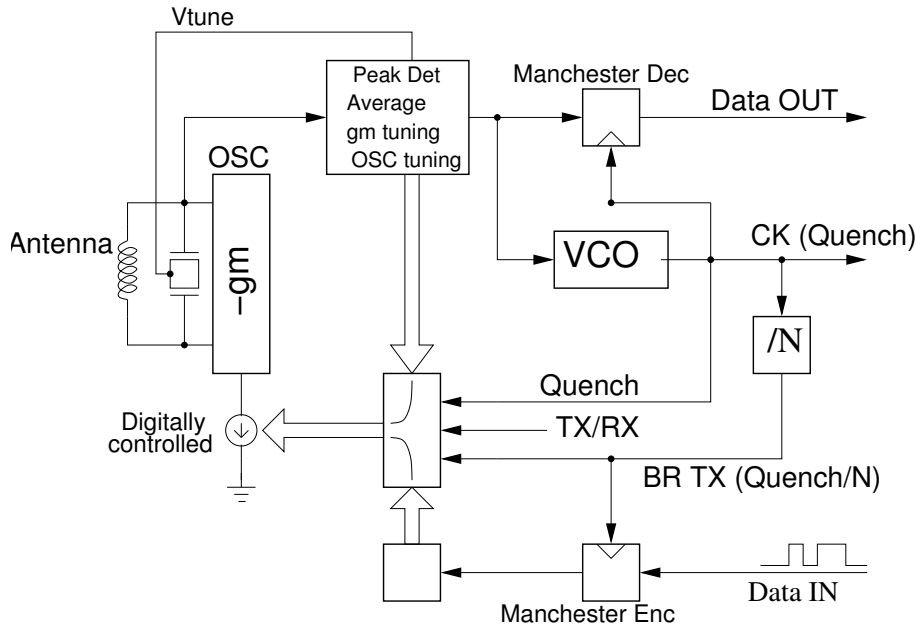 Vtune
Peak Det
Average
gm tuning
OSC tuning
Manchester Dec
Data OUT
OSC
Antenna
–gm
VCO
CK (Quench)
/N
Quench
TX/RX
Digitally
controlled
BR TX (Quench/N)
Data IN
Manchester Enc